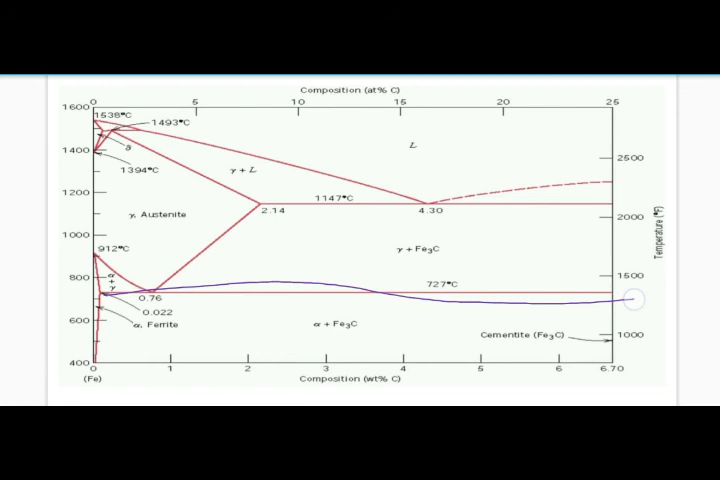 Composition (at% C)
0 5 10 15 20 25
1600
1538°C
1493°C
L
1400
1394°C
γ + L
2500
1200
1147°C
2.14
4.30
γ, Austenite
2000
1000
912°C
γ + Fe3C
Temperature (°F)
α
+
γ
800
727°C
1500
0.76
0.022
600
α, Ferrite
α + Fe3C
Cementite (Fe3C)
1000
400
0 1 2 3 4 5 6 6.70
(Fe)
Composition (wt% C)